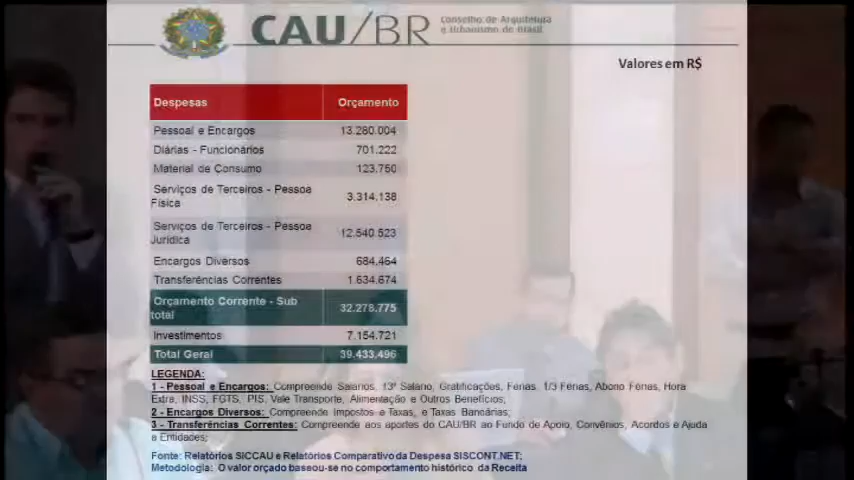 CAU/BR Conselho de Arquitetura
e Urbanismo do Brasil
Valores em R$
Despesas Orçamento
Pessoal e Encargos 13.280.004
Diárias - Funcionários 701.222
Material de Consumo 123.750
Serviços de Terceiros - Pessoa
Física 3.314.138
Serviços de Terceiros - Pessoa
Jurídica 12.540.523
Encargos Diversos 684.464
Transferências Correntes 1.634.674
Orçamento Corrente - Sub
total 32.278.775
Investimentos 7.154.721
Total Geral 39.433.496
LEGENDA:
1 - Pessoal e Encargos: Compreende Salários, 13º Salário, Gratificações, Férias, 1/3 Férias, Abono Férias, Hora
Extra, INSS, FGTS, PIS, Vale Transporte, Alimentação e Outros Benefícios;
2 - Encargos Diversos: Compreende Impostos e Taxas, e Taxas Bancárias;
3 - Transferências Correntes: Compreende aos aportes do CAU/BR ao Fundo de Apoio, Convênios, Acordos e Ajuda
a Entidades;
Fonte: Relatórios SICCAU e Relatórios Comparativo da Despesa SISCONT.NET;
Metodologia: O valor orçado baseou-se no comportamento histórico da Receita